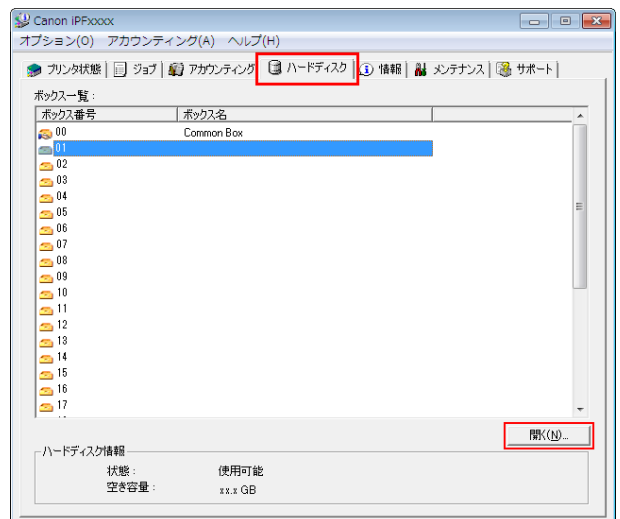 Canon iPFxxxx
オプション(O) アカウンティング(A) ヘルプ(H)
プリンタ状態 ジョブ アカウンティング ハードディスク 情報 メンテナンス サポート
ボックス一覧 :
ボックス番号 ボックス名
00 Common Box
01
02
03
04
05
06
07
08
09
10
11
12
13
14
15
16
17
開く(N)...
ハードディスク情報
状態 : 使用可能
空き容量 : xx.x GB